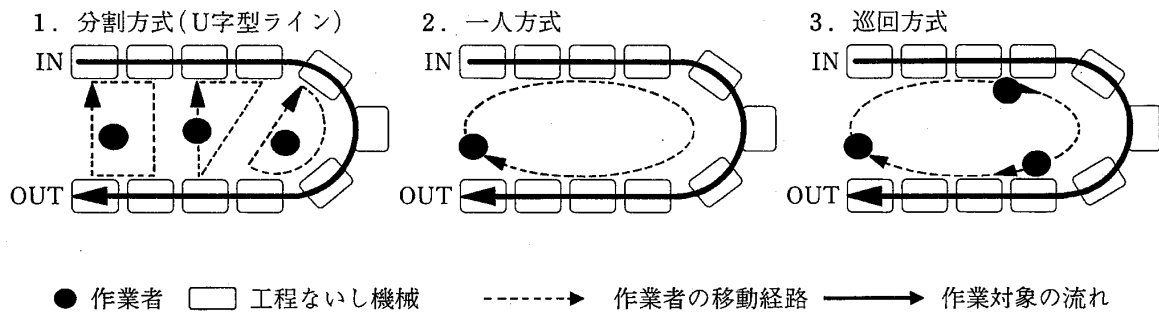 1. 分割方式(U字型ライン)
IN
OUT
2. 一人方式
IN
OUT
3. 巡回方式
IN
OUT
作業者 工程ないし機械 作業者の移動経路 作業対象の流れ